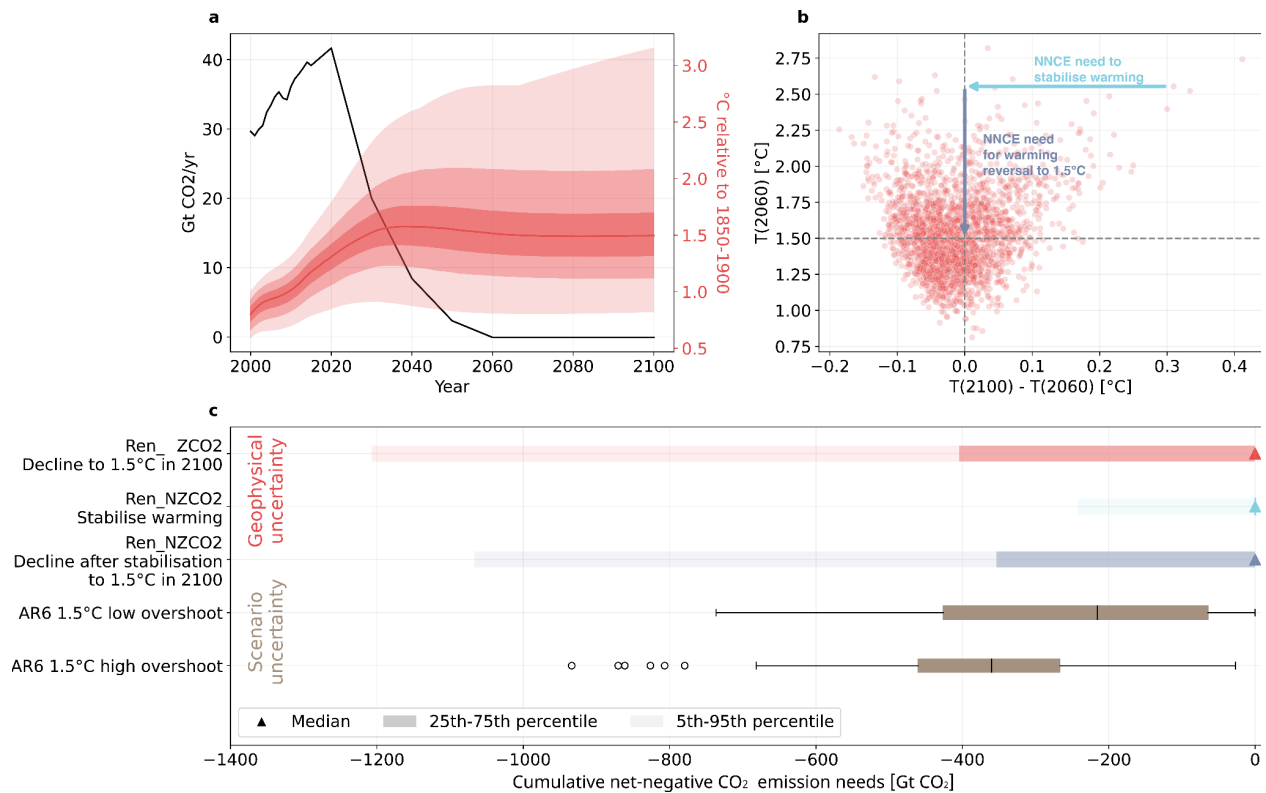 a
Gt CO2/yr
40
30
20
10
0
3.0
2.5
2.0
1.5
1.0
0.5
°C relative to 1850-1900
2000
2020
2040
2060
2080
2100
Year
b
T(2060) [°C]
2.75
2.50
2.25
2.00
1.75
1.50
1.25
1.00
0.75
NNCE need to
stabilise warming
NNCE need
for warming
reversal to 1.5°C
−0.2
−0.1
0.0
0.1
0.2
0.3
0.4
T(2100) - T(2060) [°C]
c
Ren_ ZCO2
Decline to 1.5°C in 2100
Ren_NZCO2
Stabilise warming
Ren_NZCO2
Decline after stabilisation
to 1.5°C in 2100
AR6 1.5°C low overshoot
AR6 1.5°C high overshoot
Geophysical
uncertainty
Scenario
uncertainty
Median
25th-75th percentile
5th-95th percentile
−1400
−1200
−1000
−800
−600
−400
−200
0
Cumulative net-negative CO₂ emission needs [Gt CO₂]